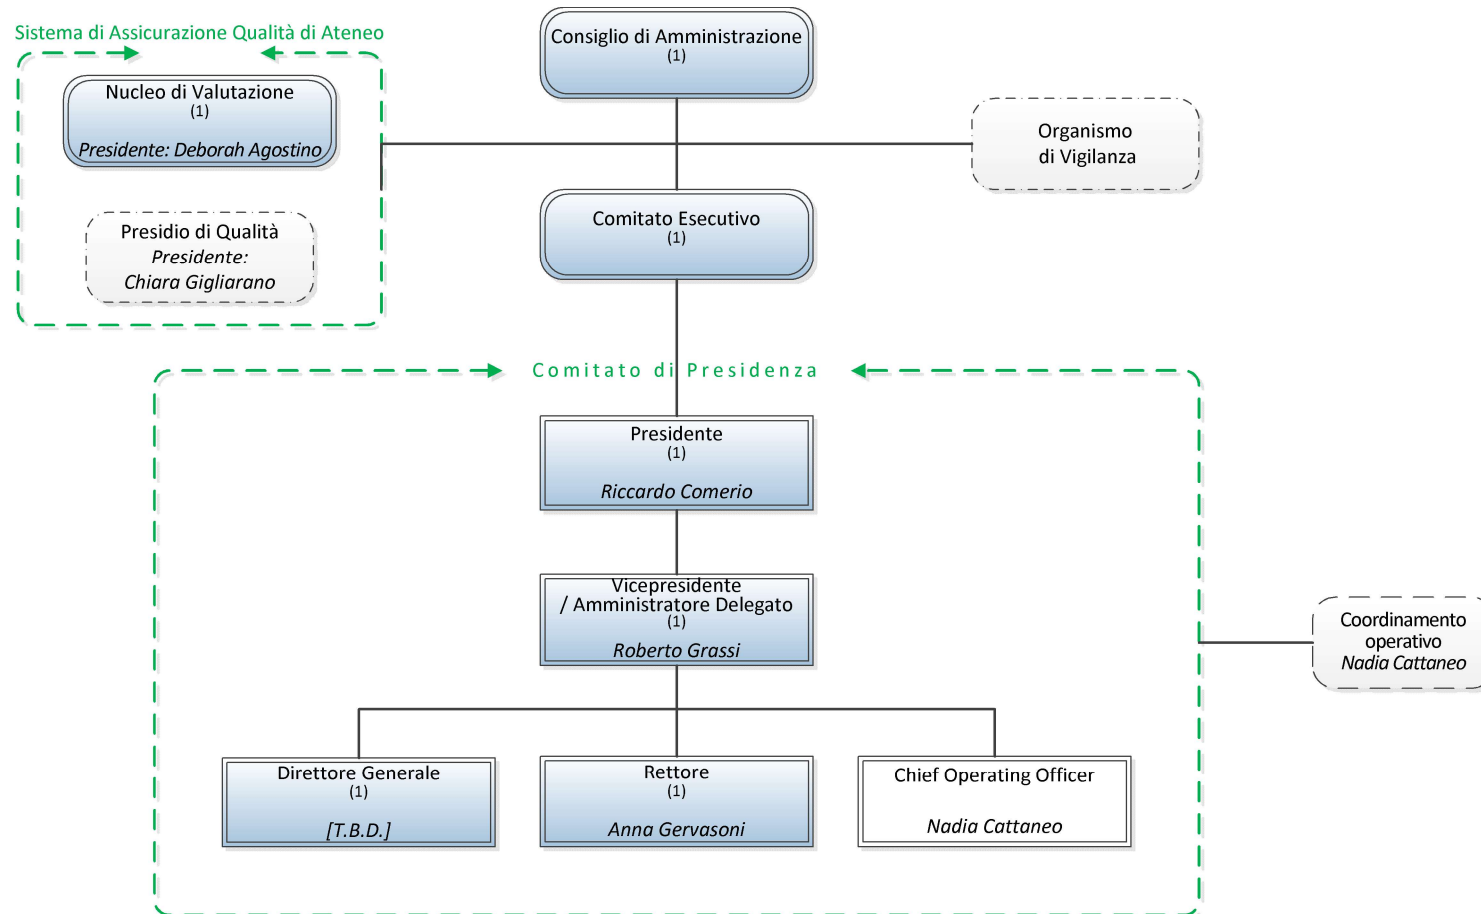 Sistema di Assicurazione Qualità di Ateneo
Nucleo di Valutazione
(1)
Presidente: Deborah Agostino
Presidio di Qualità
Presidente:
Chiara Gigliarano
Consiglio di Amministrazione
(1)
Organismo
di Vigilanza
Comitato Esecutivo
(1)
Comitato di Presidenza
Presidente
(1)
Riccardo Comerio
Vicepresidente
/ Amministratore Delegato
(1)
Roberto Grassi
Coordinamento
operativo
Nadia Cattaneo
Direttore Generale
(1)
[T.B.D.]
Rettore
(1)
Anna Gervasoni
Chief Operating Officer
Nadia Cattaneo